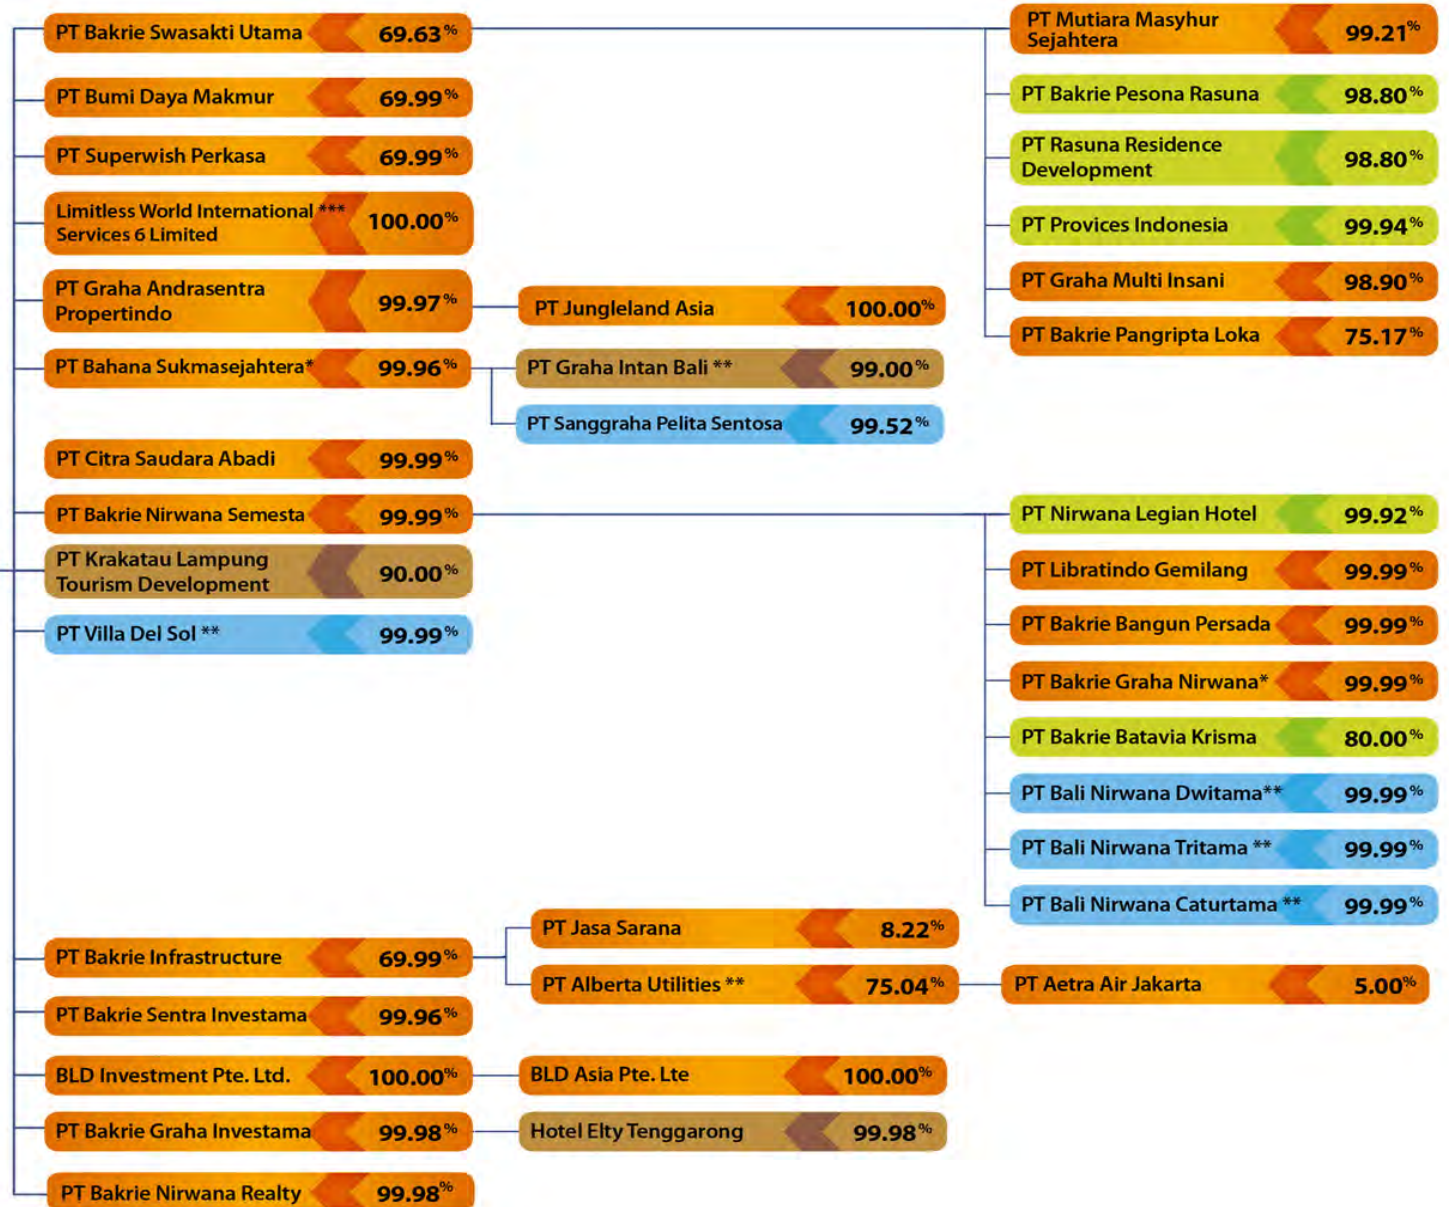 PT Bakrie Swasakti Utama 69.63%
PT Bumi Daya Makmur 69.99%
PT Superwish Perkasa 69.99%
Limitless World International ***
Services 6 Limited 100.00%
PT Graha Andrasentra
Propertindo 99.97%
PT Bahana Sukmasejahtera* 99.96%
PT Citra Saudara Abadi 99.99%
PT Bakrie Nirwana Semesta 99.99%
PT Krakatau Lampung
Tourism Development 90.00%
PT Villa Del Sol ** 99.99%
PT Bakrie Infrastructure 69.99%
PT Bakrie Sentra Investama 99.96%
BLD Investment Pte. Ltd. 100.00%
PT Bakrie Graha Investama 99.98%
PT Bakrie Nirwana Realty 99.98%
PT Jungleland Asia 100.00%
PT Graha Intan Bali ** 99.00%
PT Sanggraha Pelita Sentosa 99.52%
PT Jasa Sarana 8.22%
PT Alberta Utilities ** 75.04%
BLD Asia Pte. Lte 100.00%
Hotel Elty Tenggarong 99.98%
PT Mutiara Masyhur
Sejahtera 99.21%
PT Bakrie Pesona Rasuna 98.80%
PT Rasuna Residence
Development 98.80%
PT Provices Indonesia 99.94%
PT Graha Multi Insani 98.90%
PT Bakrie Pangripta Loka 75.17%
PT Nirwana Legian Hotel 99.92%
PT Libratindo Gemilang 99.99%
PT Bakrie Bangun Persada 99.99%
PT Bakrie Graha Nirwana* 99.99%
PT Bakrie Batavia Krisma 80.00%
PT Bali Nirwana Dwitama** 99.99%
PT Bali Nirwana Tritama ** 99.99%
PT Bali Nirwana Caturtama ** 99.99%
PT Aetra Air Jakarta 5.00%